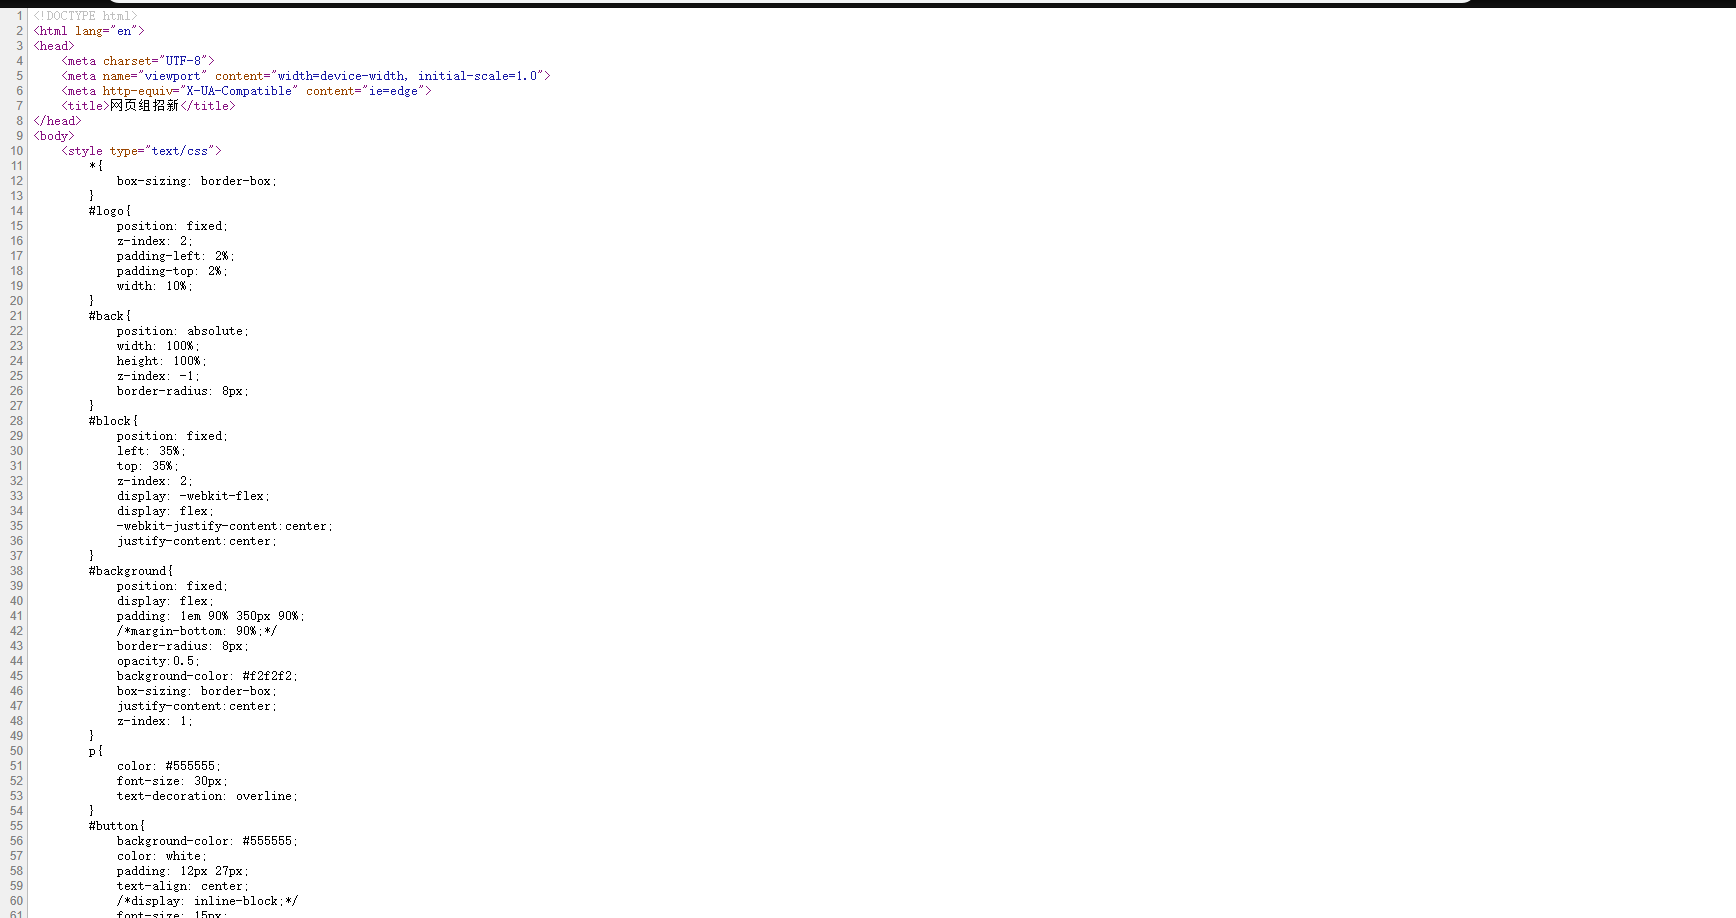 1 <!DOCTYPE html>
2 <html lang="en">
3 <head>
4     <meta charset="UTF-8">
5     <meta name="viewport" content="width=device-width, initial-scale=1.0">
6     <meta http-equiv="X-UA-Compatible" content="ie=edge">
7     <title>网页组招新</title>
8 </head>
9 <body>
10     <style type="text/css">
11         *{
12             box-sizing: border-box;
13         }
14         #logo{
15             position: fixed;
16             z-index: 2;
17             padding-left: 2%;
18             padding-top: 2%;
19             width: 10%;
20         }
21         #back{
22             position: absolute;
23             width: 100%;
24             height: 100%;
25             z-index: -1;
26             border-radius: 8px;
27         }
28         #block{
29             position: fixed;
30             left: 35%;
31             top: 35%;
32             z-index: 2;
33             display: -webkit-flex;
34             display: flex;
35             -webkit-justify-content:center;
36             justify-content:center;
37         }
38         #background{
39             position: fixed;
40             display: flex;
41             padding: 1em 90% 350px 90%;
42             /*margin-bottom: 90%;*/
43             border-radius: 8px;
44             opacity:0.5;
45             background-color: #f2f2f2;
46             box-sizing: border-box;
47             justify-content:center;
48             z-index: 1;
49         }
50         p{
51             color: #555555;
52             font-size: 30px;
53             text-decoration: overline;
54         }
55         #button{
56             background-color: #555555;
57             color: white;
58             padding: 12px 27px;
59             text-align: center;
60             /*display: inline-block;*/
61             font-size: 15px;